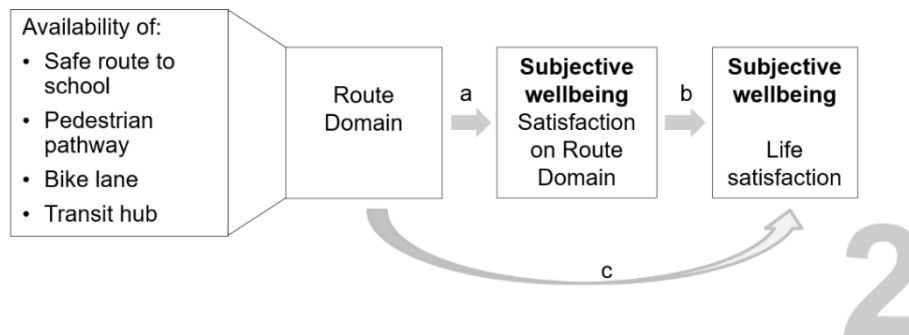 Availability of:
• Safe route to
school
• Pedestrian
pathway
• Bike lane
• Transit hub
Route
Domain
a
Subjective
wellbeing
Satisfaction
on Route
Domain
b
Subjective
wellbeing
Life
satisfaction
c
2